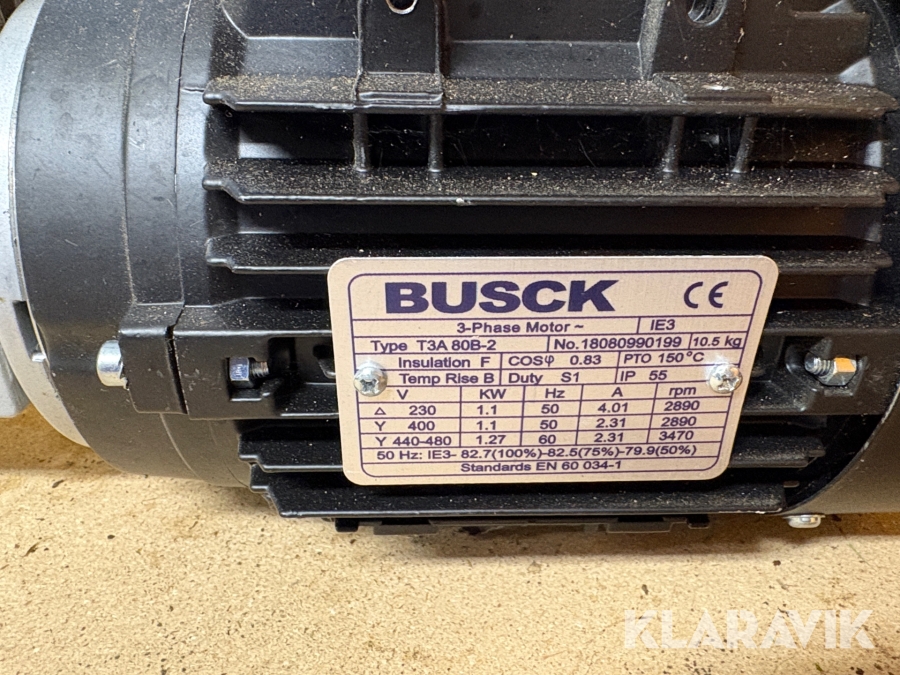 BUSCK CE
3-Phase Motor ~ IE3
Type T3A 80B-2 No.18080990199 10.5 kg
Insulation F COSφ 0.83 PTO 150°C
Temp Rise B Duty S1 IP 55
V KW Hz A rpm
Δ 230 1.1 50 4.01 2890
Y 400 1.1 50 2.31 2890
Y 440-480 1.27 60 2.31 3470
50 Hz: IE3- 82.7(100%)-82.5(75%)-79.9(50%)
Standards EN 60 034-1
KLARAVIK